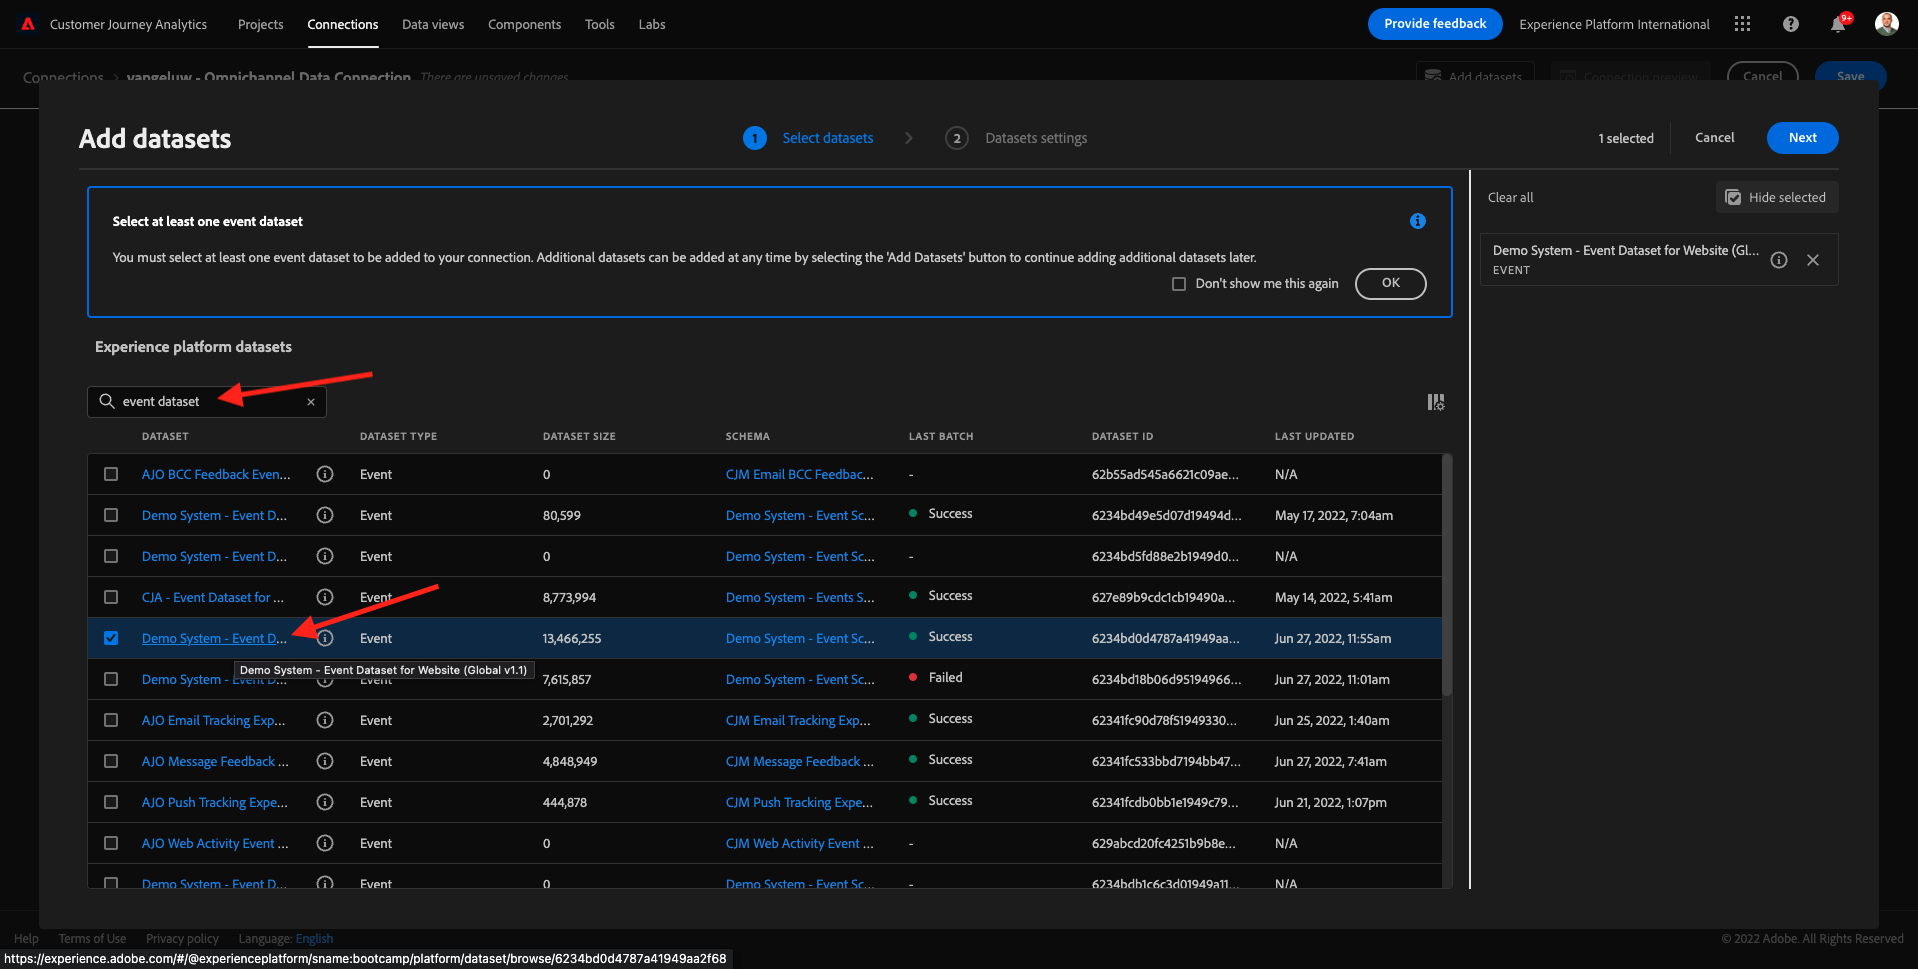 Customer Journey Analytics Projects Connections Data views Components Tools Labs Provide feedback Experience Platform International 9+
Connections > vangeluw - Omnichannel Data Connection There are unsaved changes Add datasets Connection preview Cancel Save
Add datasets 1 Select datasets 2 Datasets settings 1 selected Cancel Next
Select at least one event dataset
You must select at least one event dataset to be added to your connection. Additional datasets can be added at any time by selecting the 'Add Datasets' button to continue adding additional datasets later.
Don't show me this again OK
Clear all Hide selected
Demo System - Event Dataset for Website (Gl...
EVENT
Experience platform datasets
event dataset
DATASET DATASET TYPE DATASET SIZE SCHEMA LAST BATCH DATASET ID LAST UPDATED
AJO BCC Feedback Even... Event 0 CJM Email BCC Feedbac... - 62b55ad545a6621c09ae... N/A
Demo System - Event D... Event 80,599 Demo System - Event Sc... Success 6234bd49e5d07d19494d... May 17, 2022, 7:04am
Demo System - Event D... Event 0 Demo System - Event Sc... - 6234bd5fd88e2b1949d0... N/A
CJA - Event Dataset for ... Event 8,773,994 Demo System - Events S... Success 627e89b9cdc1cb19490a... May 14, 2022, 5:41am
Demo System - Event D... Event 13,466,255 Demo System - Event Sc... Success 6234bd0d4787a41949aa... Jun 27, 2022, 11:55am
Demo System - Event Dataset for Website (Global v1.1)
Demo System - Event D... Event 7,615,857 Demo System - Event Sc... Failed 6234bd18b06d95194966... Jun 27, 2022, 11:01am
AJO Email Tracking Exp... Event 2,701,292 CJM Email Tracking Exp... Success 62341fc90d78f51949330... Jun 25, 2022, 1:40am
AJO Message Feedback ... Event 4,848,949 CJM Message Feedback ... Success 62341fc533bbd7194bb47... Jun 27, 2022, 7:41am
AJO Push Tracking Expe... Event 444,878 CJM Push Tracking Expe... Success 62341fcdb0bb1e1949c79... Jun 21, 2022, 1:07pm
AJO Web Activity Event ... Event 0 CJM Web Activity Event ... - 629abcd20fc4251b9b8e... N/A
Demo System - Event D... Event 0 Demo System - Event Sc... - 6234bdb1c6c3d01949a11... N/A
Help Terms of Use Privacy policy Language: English © 2022 Adobe. All Rights Reserved
https://experience.adobe.com/#/@experienceplatform/sname:bootcamp/platform/dataset/browse/6234bd0d4787a41949aa2f68